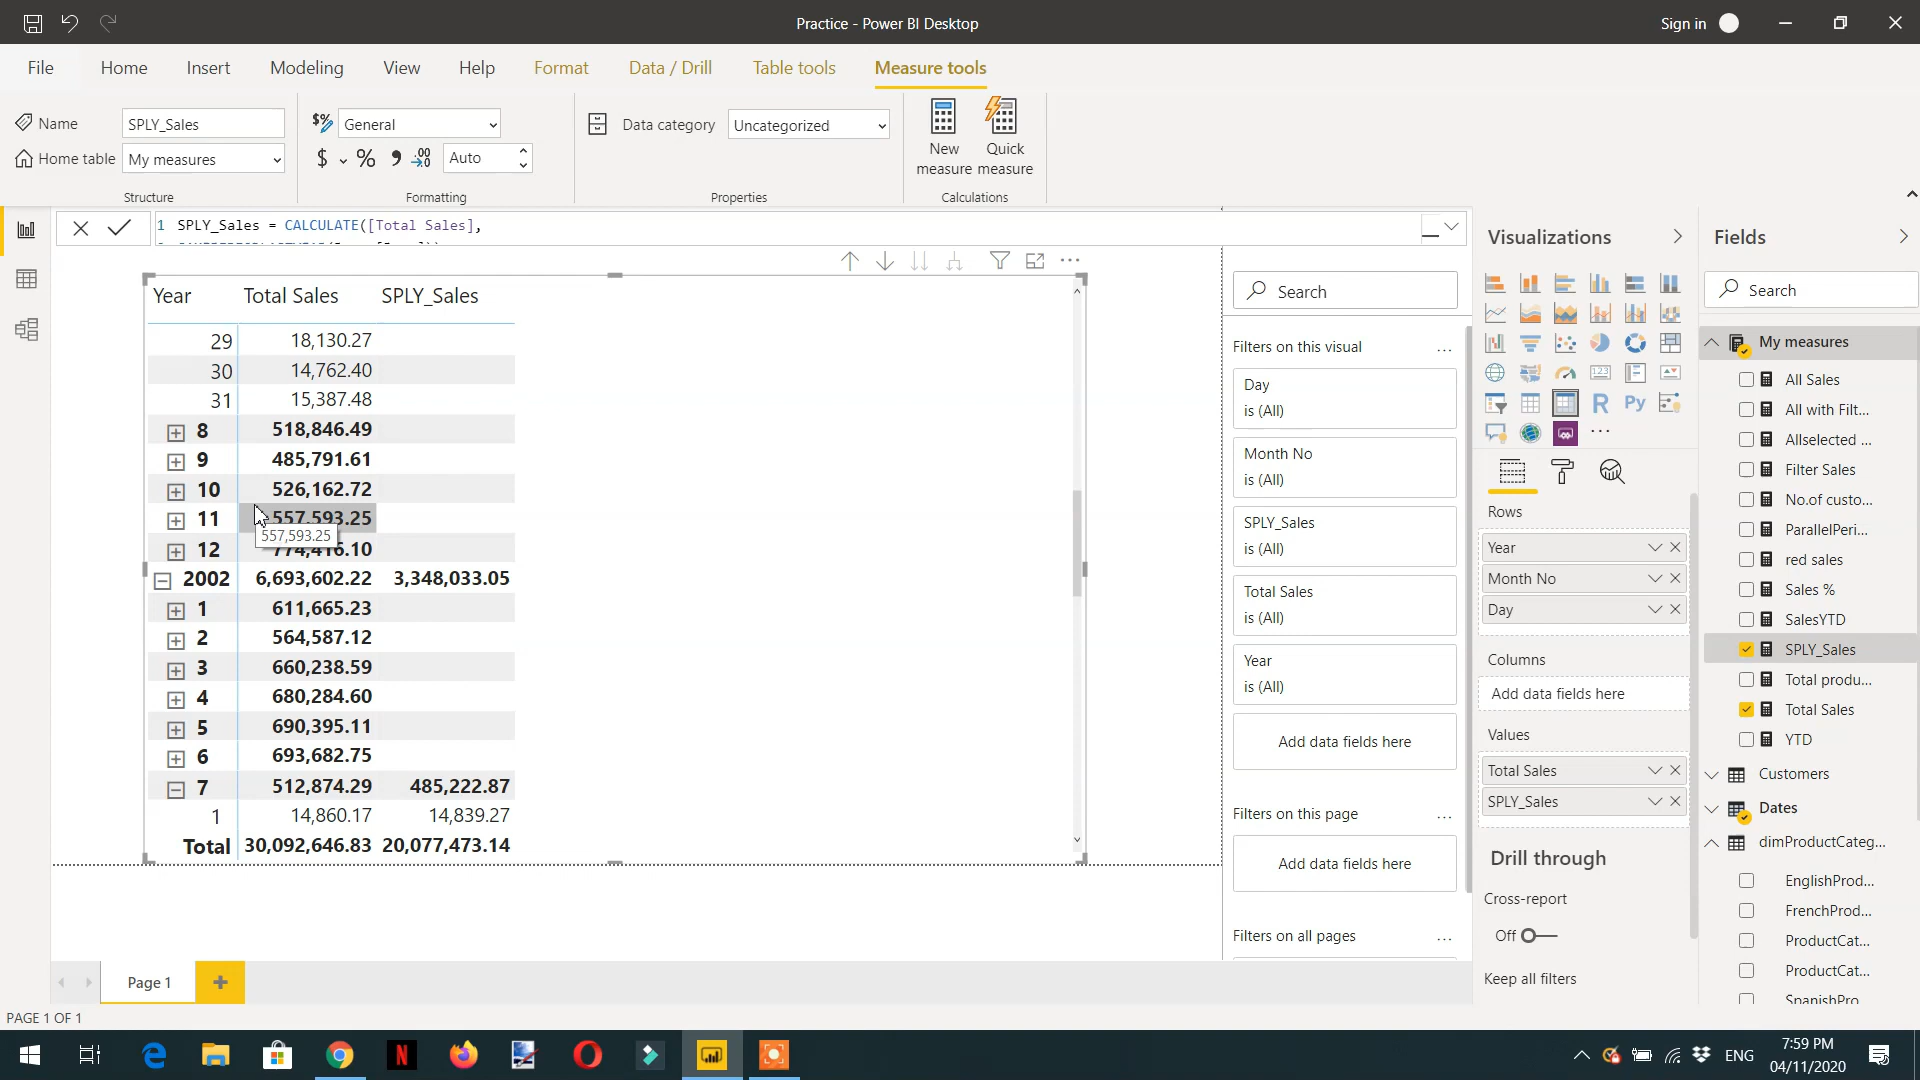 Practice - Power BI Desktop
Sign in
File Home Insert Modeling View Help Format Data / Drill Table tools Measure tools
Name SPLY_Sales
Home table My measures
Structure
General
$ % 9 Auto
Formatting
Data category Uncategorized
Properties
New measure
Quick measure
Calculations
1 SPLY_Sales = CALCULATE([Total Sales],
Year Total Sales SPLY_Sales
29 18,130.27
30 14,762.40
31 15,387.48
8 518,846.49
9 485,791.61
10 526,162.72
11 557,593.25
557,593.25
12 774,416.10
2002 6,693,602.22 3,348,033.05
1 611,665.23
2 564,587.12
3 660,238.59
4 680,284.60
5 690,395.11
6 693,682.75
7 512,874.29 485,222.87
1 14,860.17 14,839.27
Total 30,092,646.83 20,077,473.14
Search
Filters on this visual ...
Day
is (All)
Month No
is (All)
SPLY_Sales
is (All)
Total Sales
is (All)
Year
is (All)
Add data fields here
Filters on this page ...
Add data fields here
Filters on all pages ...
Visualizations
R Py
123
...
Rows
Year
Month No
Day
Columns
Add data fields here
Values
Total Sales
SPLY_Sales
Drill through
Cross-report
Off
Keep all filters
Fields
Search
My measures
All Sales
All with Filt...
Allselected ...
Filter Sales
No.of custo...
ParallelPeri...
red sales
Sales %
SalesYTD
SPLY_Sales
Total produ...
Total Sales
YTD
Customers
Dates
dimProductCateg...
EnglishProd...
FrenchProd...
ProductCat...
ProductCat...
SpanishPro
Page 1
PAGE 1 OF 1
ENG
7:59 PM
04/11/2020